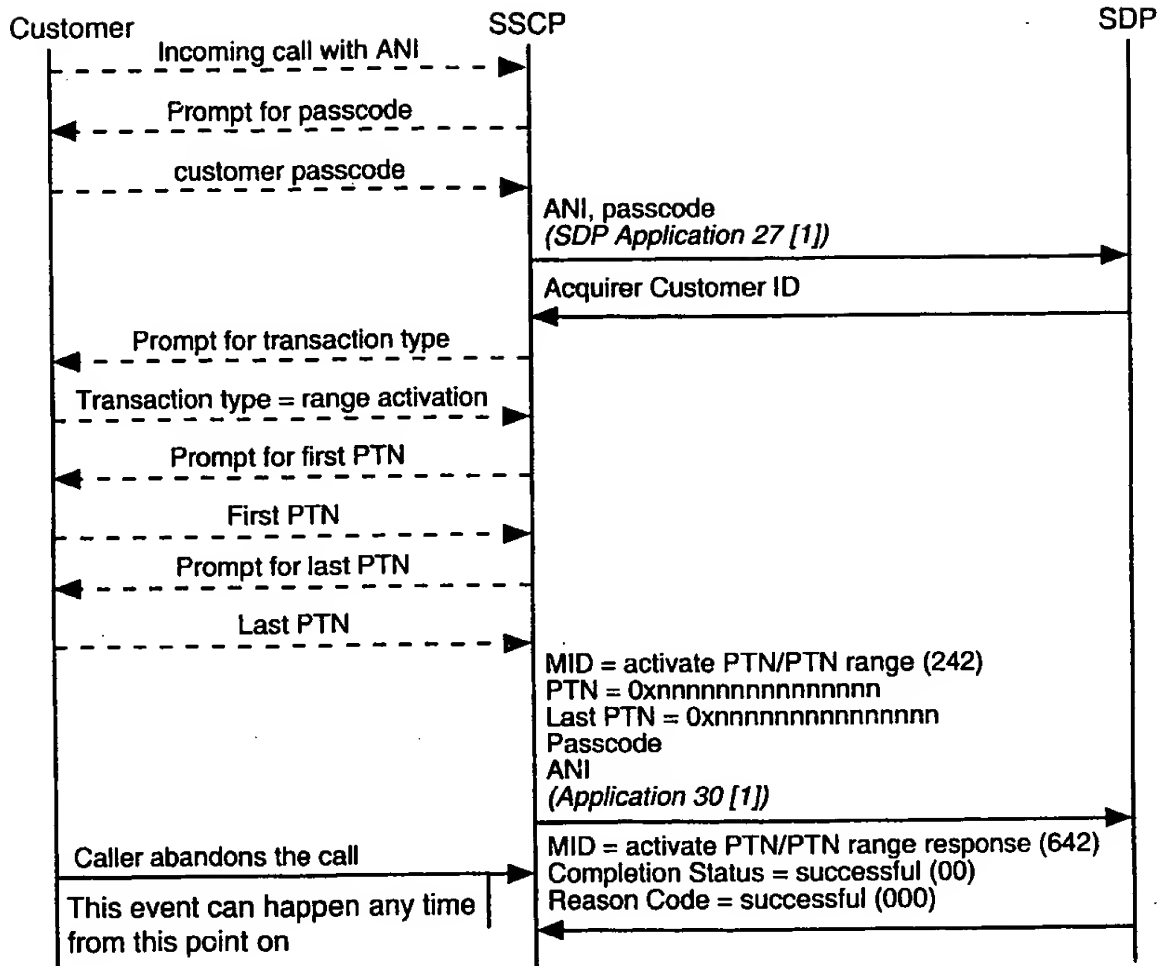 Customer
SSCP
SDP
Incoming call with ANI
Prompt for passcode
customer passcode
ANI, passcode
(SDP Application 27 [1])
Acquirer Customer ID
Prompt for transaction type
Transaction type = range activation
Prompt for first PTN
First PTN
Prompt for last PTN
Last PTN
MID = activate PTN/PTN range (242)
PTN = 0xnnnnnnnnnnnnnnnn
Last PTN = 0xnnnnnnnnnnnnnnnn
Passcode
ANI
(Application 30 [1])
Caller abandons the call
This event can happen any time
from this point on
MID = activate PTN/PTN range response (642)
Completion Status = successful (00)
Reason Code = successful (000)